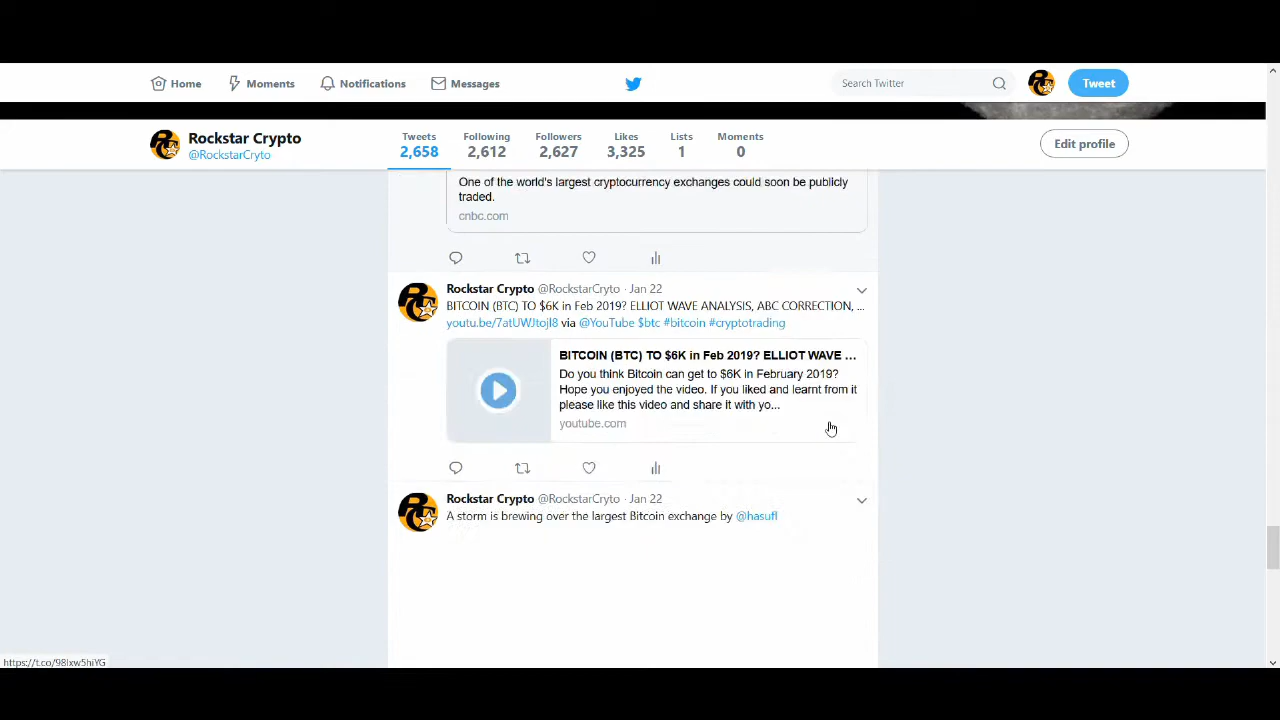 Home Moments Notifications Messages Search Twitter Tweet
Rockstar Crypto
@RockstarCryto
Tweets Following Followers Likes Lists Moments
2,658 2,612 2,627 3,325 1 0
Edit profile
One of the world's largest cryptocurrency exchanges could soon be publicly
traded.
cnbc.com
Rockstar Crypto @RockstarCryto · Jan 22
BITCOIN (BTC) TO $6K in Feb 2019? ELLIOT WAVE ANALYSIS, ABC CORRECTION, ...
youtu.be/7atUWJtojI8 via @YouTube $btc #bitcoin #cryptotrading
BITCOIN (BTC) TO $6K in Feb 2019? ELLIOT WAVE ...
Do you think Bitcoin can get to $6K in February 2019?
Hope you enjoyed the video. If you liked and learnt from it
please like this video and share it with yo...
youtube.com
Rockstar Crypto @RockstarCryto · Jan 22
A storm is brewing over the largest Bitcoin exchange by @hasufl
https://t.co/98Ixw5hiYG